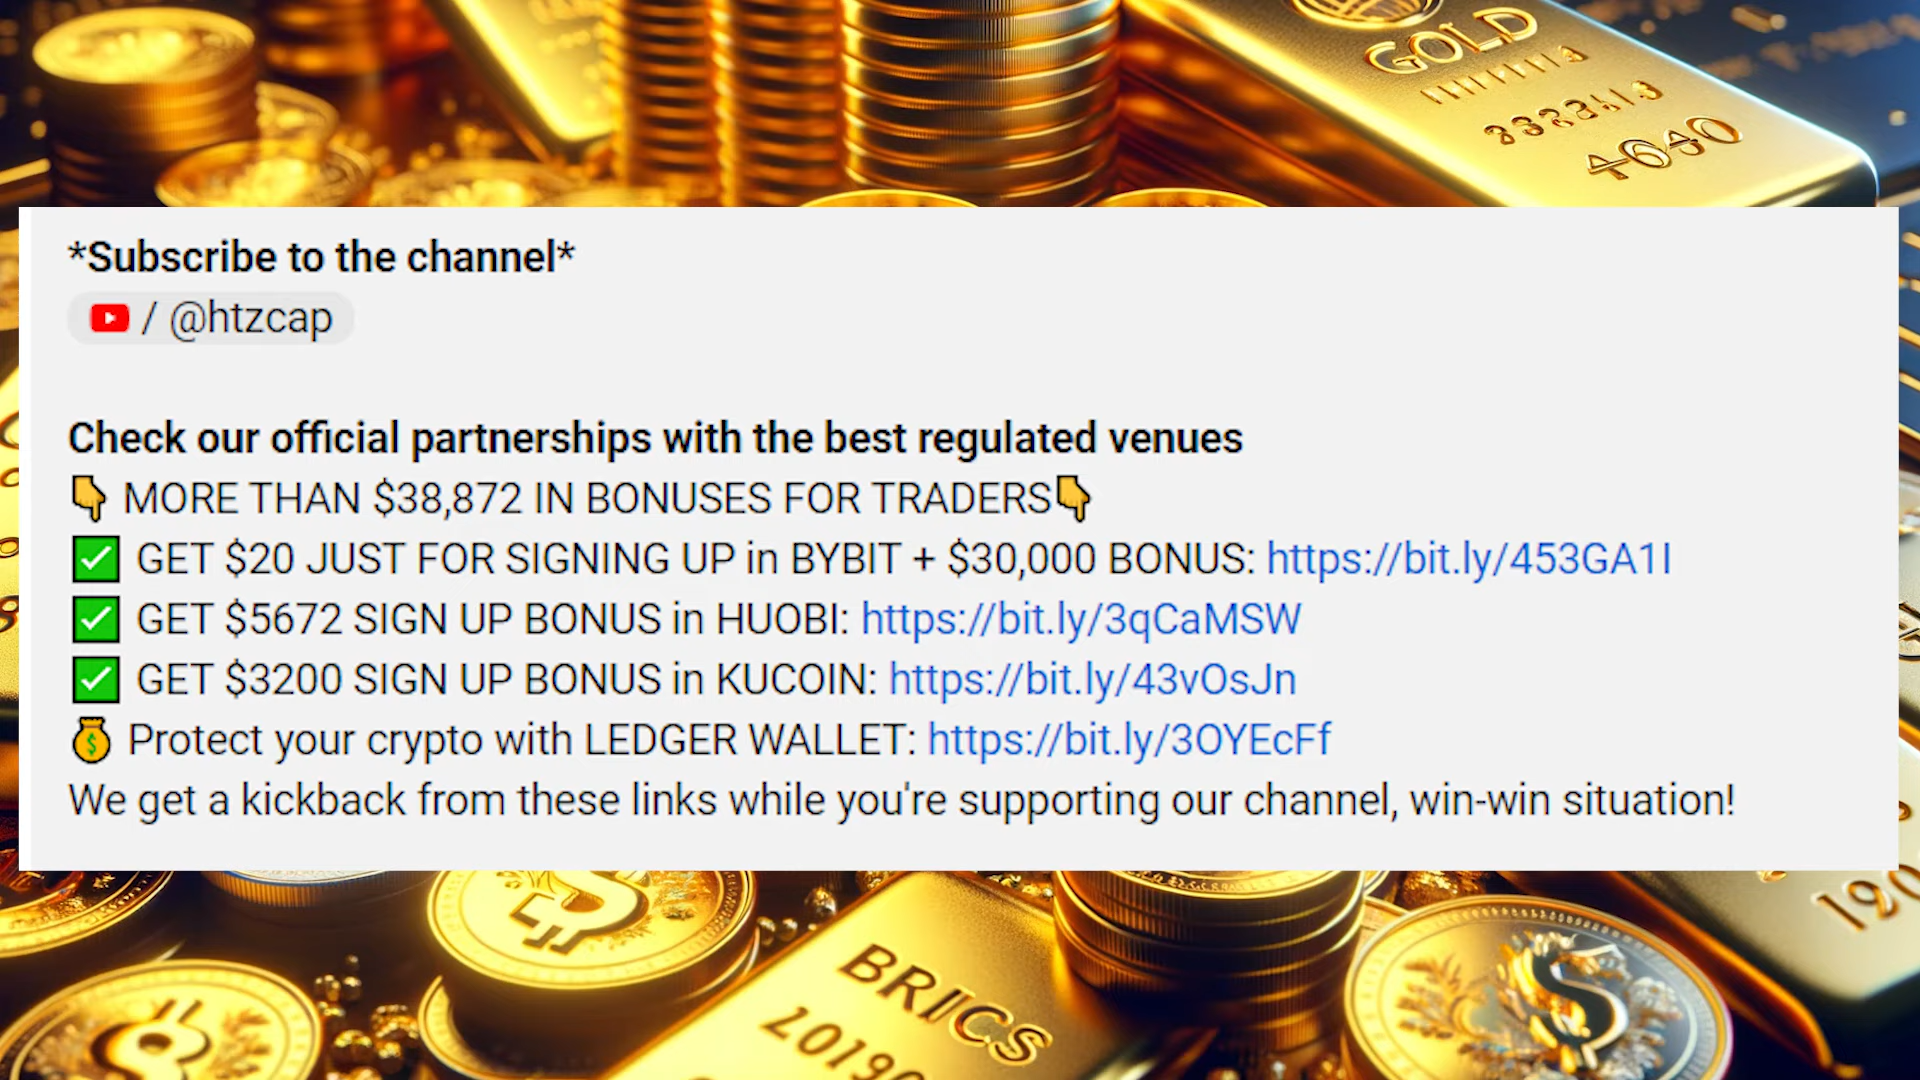 GOLD
*Subscribe to the channel*
/ @htzcap
Check our official partnerships with the best regulated venues
👇 MORE THAN $38,872 IN BONUSES FOR TRADERS👇
✅ GET $20 JUST FOR SIGNING UP in BYBIT + $30,000 BONUS: https://bit.ly/453GA1I
✅ GET $5672 SIGN UP BONUS in HUOBI: https://bit.ly/3qCaMSW
✅ GET $3200 SIGN UP BONUS in KUCOIN: https://bit.ly/43vOsJn
💰 Protect your crypto with LEDGER WALLET: https://bit.ly/3OYEcFf
We get a kickback from these links while you're supporting our channel, win-win situation!
BRICS
190